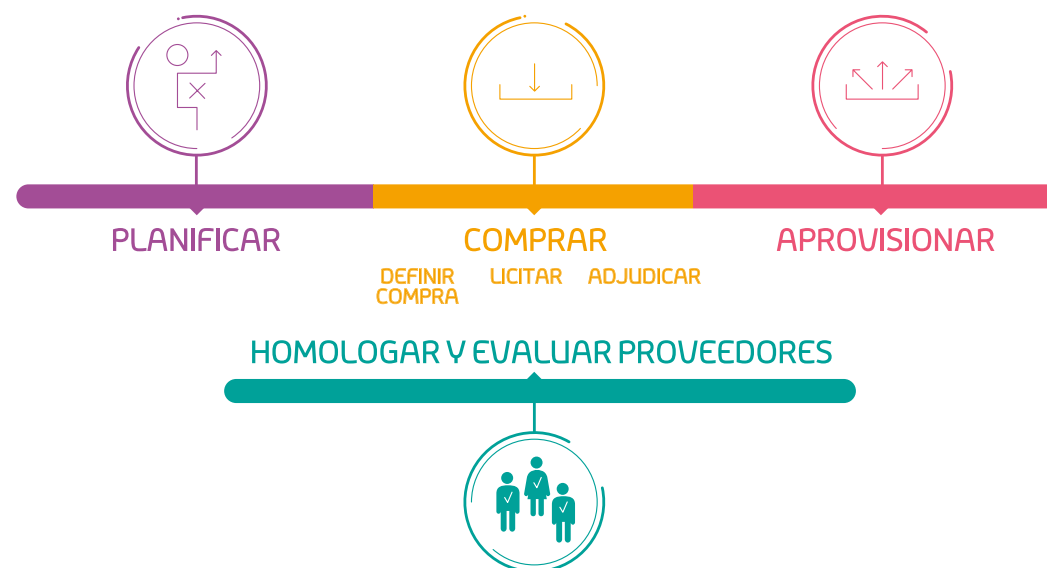 PLANIFICAR
COMPRAR
APROVISIONAR
DEFINIR
COMPRA
LICITAR
ADJUDICAR
HOMOLOGAR Y EVALUAR PROVEEDORES